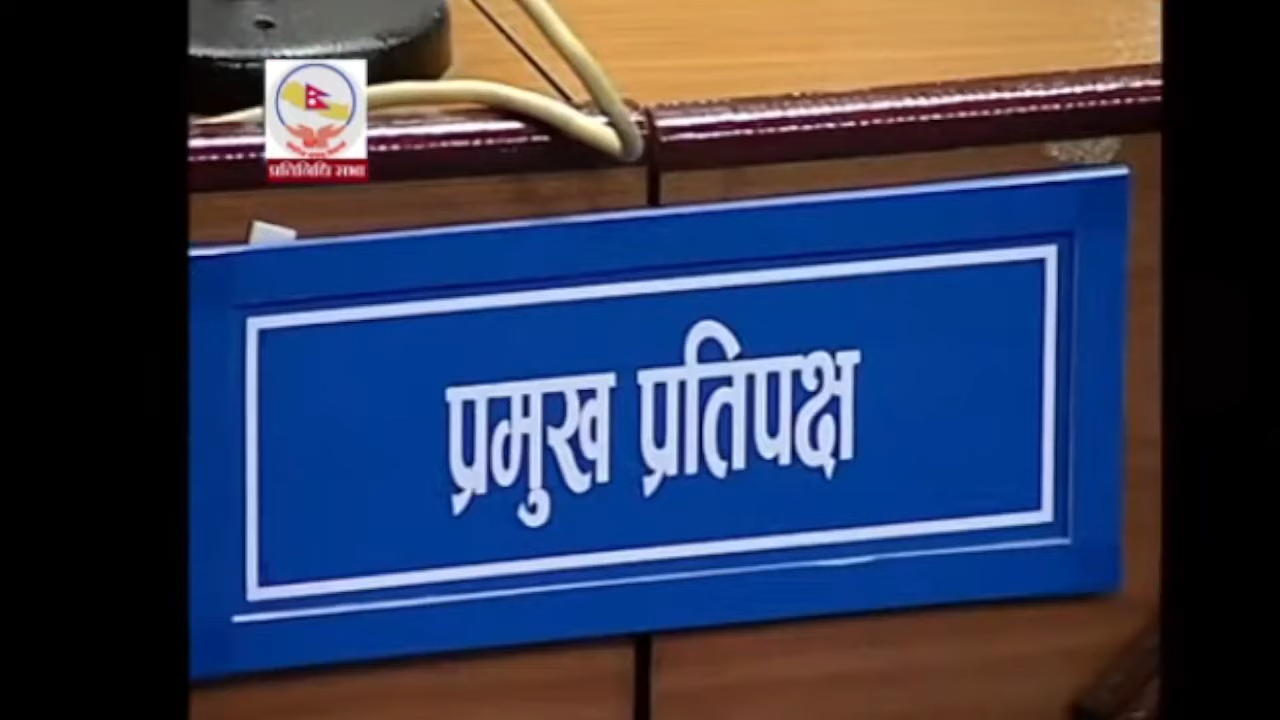 प्रतिनिधि सभा
प्रमुख प्रतिपक्ष